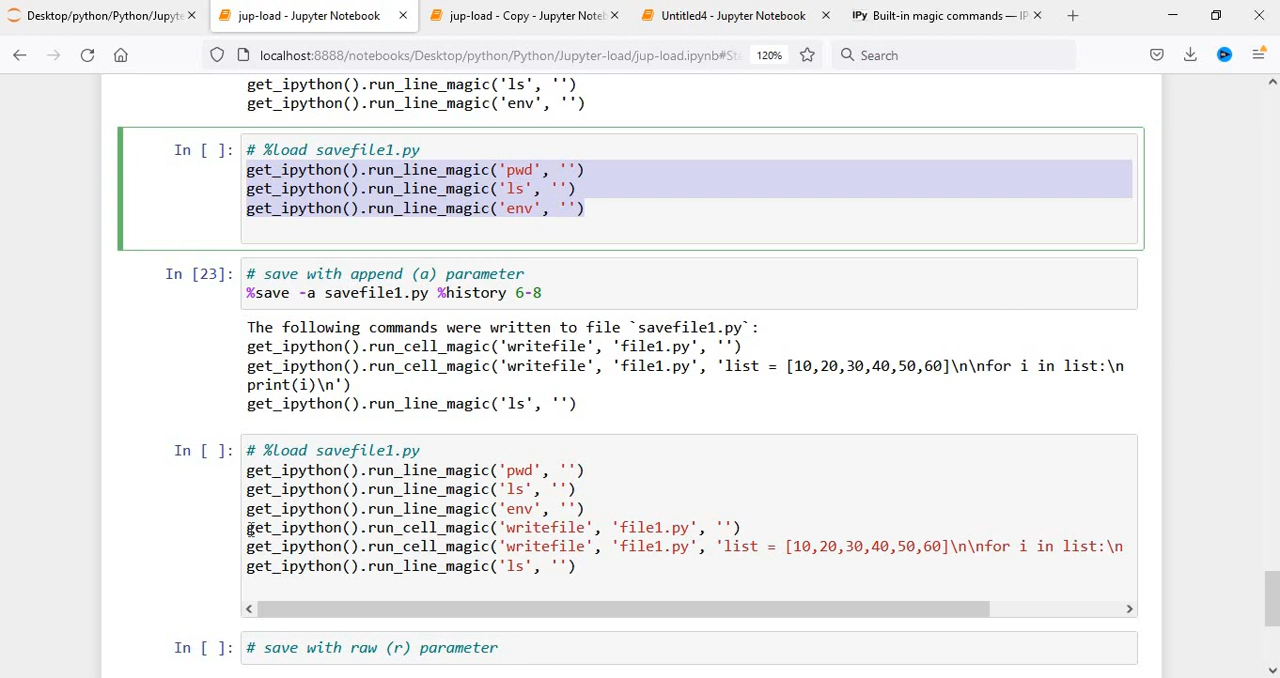 Desktop/python/Python/Jupyte
jup-load - Jupyter Notebook
jup-load - Copy - Jupyter Noteb
Untitled4 - Jupyter Notebook
IPy Built-in magic commands — IP
localhost:8888/notebooks/Desktop/python/Python/Jupyter-load/jup-load.ipynb#St
120%
Search
get_ipython().run_line_magic('ls', '')
get_ipython().run_line_magic('env', '')
In [ ]: # %load savefile1.py
get_ipython().run_line_magic('pwd', '')
get_ipython().run_line_magic('ls', '')
get_ipython().run_line_magic('env', '')
In [23]: # save with append (a) parameter
%save -a savefile1.py %history 6-8
The following commands were written to file `savefile1.py`:
get_ipython().run_cell_magic('writefile', 'file1.py', '')
get_ipython().run_cell_magic('writefile', 'file1.py', 'list = [10,20,30,40,50,60]\n\nfor i in list:\n
print(i)\n')
get_ipython().run_line_magic('ls', '')
In [ ]: # %load savefile1.py
get_ipython().run_line_magic('pwd', '')
get_ipython().run_line_magic('ls', '')
get_ipython().run_line_magic('env', '')
get_ipython().run_cell_magic('writefile', 'file1.py', '')
get_ipython().run_cell_magic('writefile', 'file1.py', 'list = [10,20,30,40,50,60]\n\nfor i in list:\n
get_ipython().run_line_magic('ls', '')
In [ ]: # save with raw (r) parameter